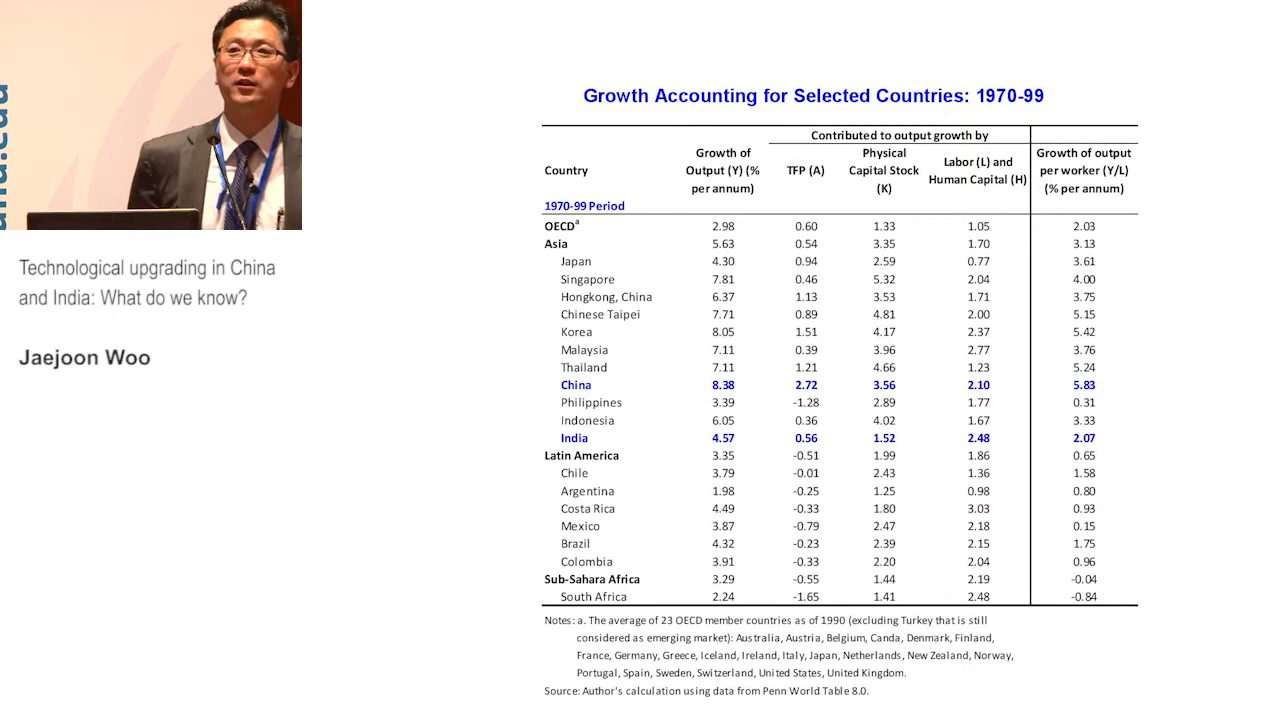 Growth Accounting for Selected Countries: 1970-99
Contributed to output growth by
Country Growth of Output (Y) (% per annum) TFP (A) Physical Capital Stock (K) Labor (L) and Human Capital (H) Growth of output per worker (Y/L) (% per annum)
1970-99 Period
OECDa 2.98 0.60 1.33 1.05 2.03
Asia 5.63 0.54 3.35 1.70 3.13
Japan 4.30 0.94 2.59 0.77 3.61
Singapore 7.81 0.46 5.32 2.04 4.00
Hongkong, China 6.37 1.13 3.53 1.71 3.75
Chinese Taipei 7.71 0.89 4.81 2.00 5.15
Korea 8.05 1.51 4.17 2.37 5.42
Malaysia 7.11 0.39 3.96 2.77 3.76
Thailand 7.11 1.21 4.66 1.23 5.24
China 8.38 2.72 3.56 2.10 5.83
Philippines 3.39 -1.28 2.89 1.77 0.31
Indonesia 6.05 0.36 4.02 1.67 3.33
India 4.57 0.56 1.52 2.48 2.07
Latin America 3.35 -0.51 1.99 1.86 0.65
Chile 3.79 -0.01 2.43 1.36 1.58
Argentina 1.98 -0.25 1.25 0.98 0.80
Costa Rica 4.49 -0.33 1.80 3.03 0.93
Mexico 3.87 -0.79 2.47 2.18 0.15
Brazil 4.32 -0.23 2.39 2.15 1.75
Colombia 3.91 -0.33 2.20 2.04 0.96
Sub-Sahara Africa 3.29 -0.55 1.44 2.19 -0.04
South Africa 2.24 -1.65 1.41 2.48 -0.84
Notes: a. The average of 23 OECD member countries as of 1990 (excluding Turkey that is still
considered as emerging market): Australia, Austria, Belgium, Canda, Denmark, Finland,
France, Germany, Greece, Iceland, Ireland, Italy, Japan, Netherlands, New Zealand, Norway,
Portugal, Spain, Sweden, Switzerland, United States, United Kingdom.
Source: Author's calculation using data from Penn World Table 8.0.
Technological upgrading in China
and India: What do we know?
Jaejoon Woo